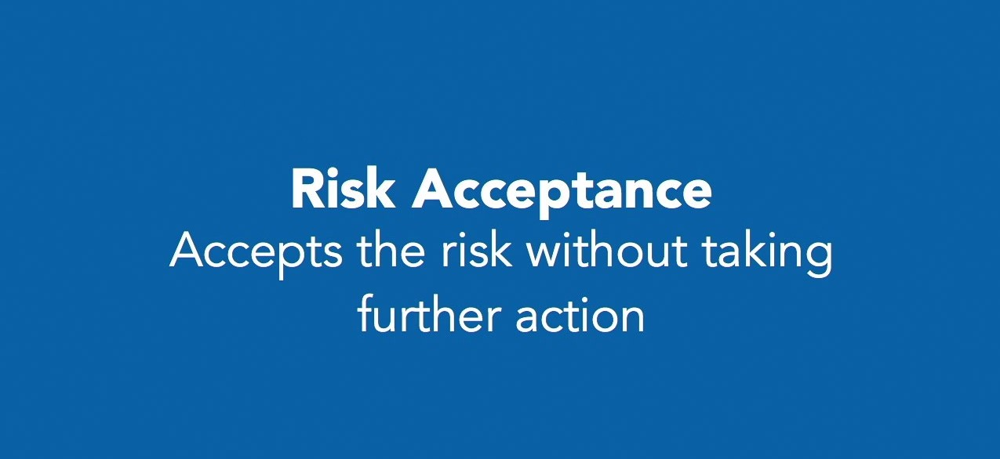 Risk Acceptance
Accepts the risk without taking
further action